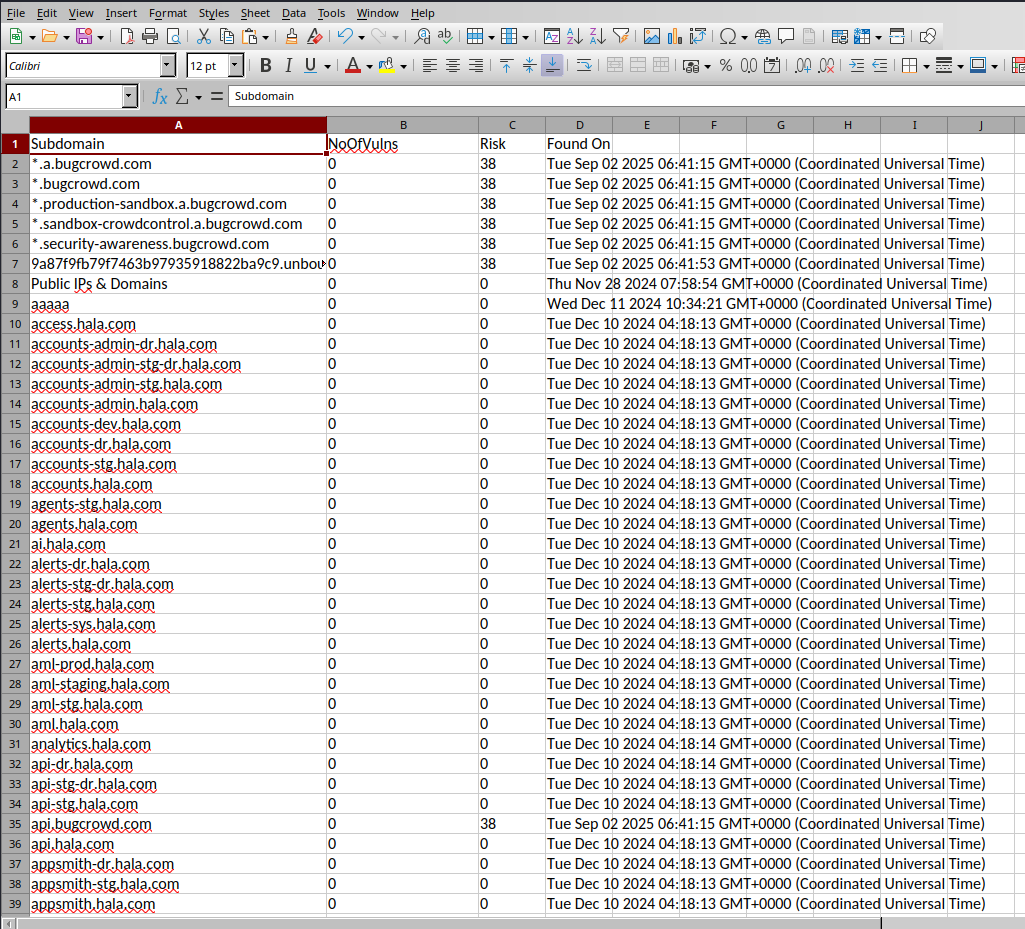 File Edit View Insert Format Styles Sheet Data Tools Window Help
Calibri 12 pt B I U A
A1 fx Σ = Subdomain
A B C D E F G H I J
1 Subdomain NoOfVulns Risk Found On
2 *.a.bugcrowd.com 0 38 Tue Sep 02 2025 06:41:15 GMT+0000 (Coordinated Universal Time)
3 *.bugcrowd.com 0 38 Tue Sep 02 2025 06:41:15 GMT+0000 (Coordinated Universal Time)
4 *.production-sandbox.a.bugcrowd.com 0 38 Tue Sep 02 2025 06:41:15 GMT+0000 (Coordinated Universal Time)
5 *.sandbox-crowdcontrol.a.bugcrowd.com 0 38 Tue Sep 02 2025 06:41:15 GMT+0000 (Coordinated Universal Time)
6 *.security-awareness.bugcrowd.com 0 38 Tue Sep 02 2025 06:41:15 GMT+0000 (Coordinated Universal Time)
7 9a87f9fb79f7463b97935918822ba9c9.unbou 0 38 Tue Sep 02 2025 06:41:53 GMT+0000 (Coordinated Universal Time)
8 Public IPs & Domains 0 0 Thu Nov 28 2024 07:58:54 GMT+0000 (Coordinated Universal Time)
9 aaaaa 0 0 Wed Dec 11 2024 10:34:21 GMT+0000 (Coordinated Universal Time)
10 access.hala.com 0 0 Tue Dec 10 2024 04:18:13 GMT+0000 (Coordinated Universal Time)
11 accounts-admin-dr.hala.com 0 0 Tue Dec 10 2024 04:18:13 GMT+0000 (Coordinated Universal Time)
12 accounts-admin-stg-dr.hala.com 0 0 Tue Dec 10 2024 04:18:13 GMT+0000 (Coordinated Universal Time)
13 accounts-admin-stg.hala.com 0 0 Tue Dec 10 2024 04:18:13 GMT+0000 (Coordinated Universal Time)
14 accounts-admin.hala.com 0 0 Tue Dec 10 2024 04:18:13 GMT+0000 (Coordinated Universal Time)
15 accounts-dev.hala.com 0 0 Tue Dec 10 2024 04:18:13 GMT+0000 (Coordinated Universal Time)
16 accounts-dr.hala.com 0 0 Tue Dec 10 2024 04:18:13 GMT+0000 (Coordinated Universal Time)
17 accounts-stg.hala.com 0 0 Tue Dec 10 2024 04:18:13 GMT+0000 (Coordinated Universal Time)
18 accounts.hala.com 0 0 Tue Dec 10 2024 04:18:13 GMT+0000 (Coordinated Universal Time)
19 agents-stg.hala.com 0 0 Tue Dec 10 2024 04:18:13 GMT+0000 (Coordinated Universal Time)
20 agents.hala.com 0 0 Tue Dec 10 2024 04:18:13 GMT+0000 (Coordinated Universal Time)
21 ai.hala.com 0 0 Tue Dec 10 2024 04:18:13 GMT+0000 (Coordinated Universal Time)
22 alerts-dr.hala.com 0 0 Tue Dec 10 2024 04:18:13 GMT+0000 (Coordinated Universal Time)
23 alerts-stg-dr.hala.com 0 0 Tue Dec 10 2024 04:18:13 GMT+0000 (Coordinated Universal Time)
24 alerts-stg.hala.com 0 0 Tue Dec 10 2024 04:18:13 GMT+0000 (Coordinated Universal Time)
25 alerts-sys.hala.com 0 0 Tue Dec 10 2024 04:18:13 GMT+0000 (Coordinated Universal Time)
26 alerts.hala.com 0 0 Tue Dec 10 2024 04:18:13 GMT+0000 (Coordinated Universal Time)
27 aml-prod.hala.com 0 0 Tue Dec 10 2024 04:18:13 GMT+0000 (Coordinated Universal Time)
28 aml-staging.hala.com 0 0 Tue Dec 10 2024 04:18:13 GMT+0000 (Coordinated Universal Time)
29 aml-stg.hala.com 0 0 Tue Dec 10 2024 04:18:13 GMT+0000 (Coordinated Universal Time)
30 aml.hala.com 0 0 Tue Dec 10 2024 04:18:13 GMT+0000 (Coordinated Universal Time)
31 analytics.hala.com 0 0 Tue Dec 10 2024 04:18:14 GMT+0000 (Coordinated Universal Time)
32 api-dr.hala.com 0 0 Tue Dec 10 2024 04:18:14 GMT+0000 (Coordinated Universal Time)
33 api-stg-dr.hala.com 0 0 Tue Dec 10 2024 04:18:13 GMT+0000 (Coordinated Universal Time)
34 api-stg.hala.com 0 0 Tue Dec 10 2024 04:18:13 GMT+0000 (Coordinated Universal Time)
35 api.bugcrowd.com 0 38 Tue Sep 02 2025 06:41:15 GMT+0000 (Coordinated Universal Time)
36 api.hala.com 0 0 Tue Dec 10 2024 04:18:13 GMT+0000 (Coordinated Universal Time)
37 appsmith-dr.hala.com 0 0 Tue Dec 10 2024 04:18:13 GMT+0000 (Coordinated Universal Time)
38 appsmith-stg.hala.com 0 0 Tue Dec 10 2024 04:18:13 GMT+0000 (Coordinated Universal Time)
39 appsmith.hala.com 0 0 Tue Dec 10 2024 04:18:13 GMT+0000 (Coordinated Universal Time)